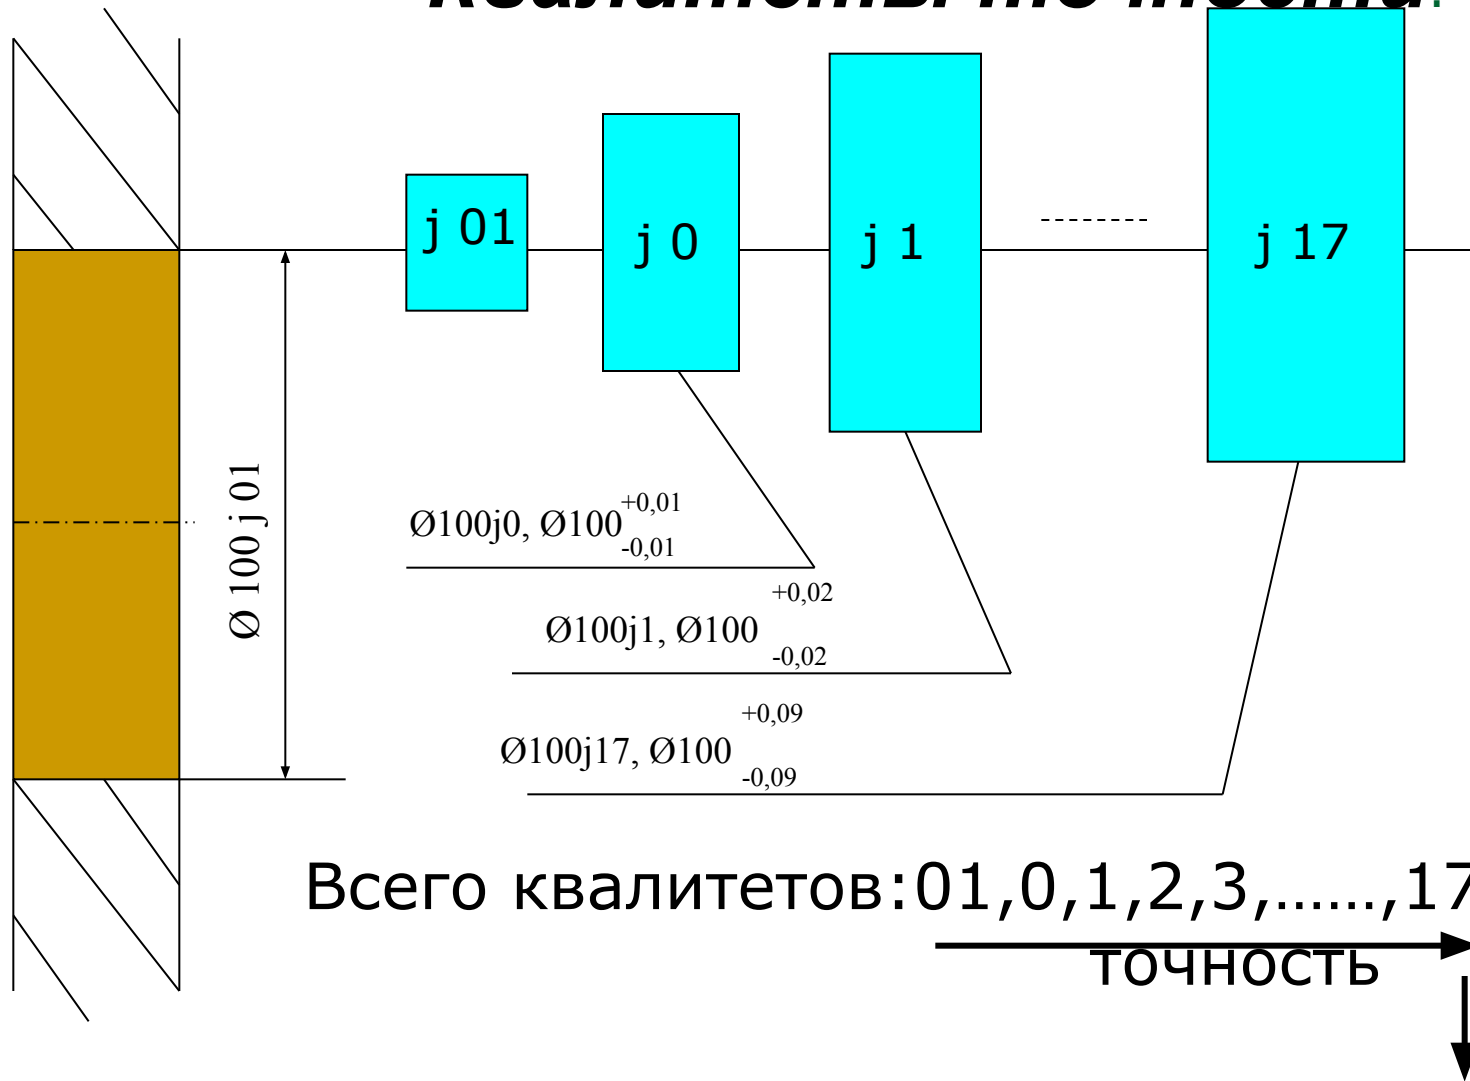 j 01
j 0
j 1
j 17
Ø 100 j 01
Ø100j0, Ø100 +0,01 -0,01
Ø100j1, Ø100 +0,02 -0,02
Ø100j17, Ø100 +0,09 -0,09
Всего квалитетов:01,0,1,2,3,......,17
точность